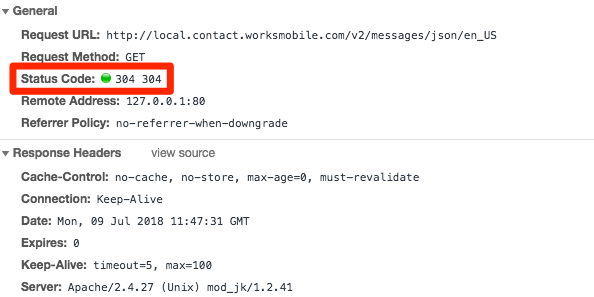 General
Request URL: http://local.contact.worksmobile.com/v2/messages/json/en_US
Request Method: GET
Status Code: 304 304
Remote Address: 127.0.0.1:80
Referrer Policy: no-referrer-when-downgrade
Response Headers view source
Cache-Control: no-cache, no-store, max-age=0, must-revalidate
Connection: Keep-Alive
Date: Mon, 09 Jul 2018 11:47:31 GMT
Expires: 0
Keep-Alive: timeout=5, max=100
Server: Apache/2.4.27 (Unix) mod_jk/1.2.41